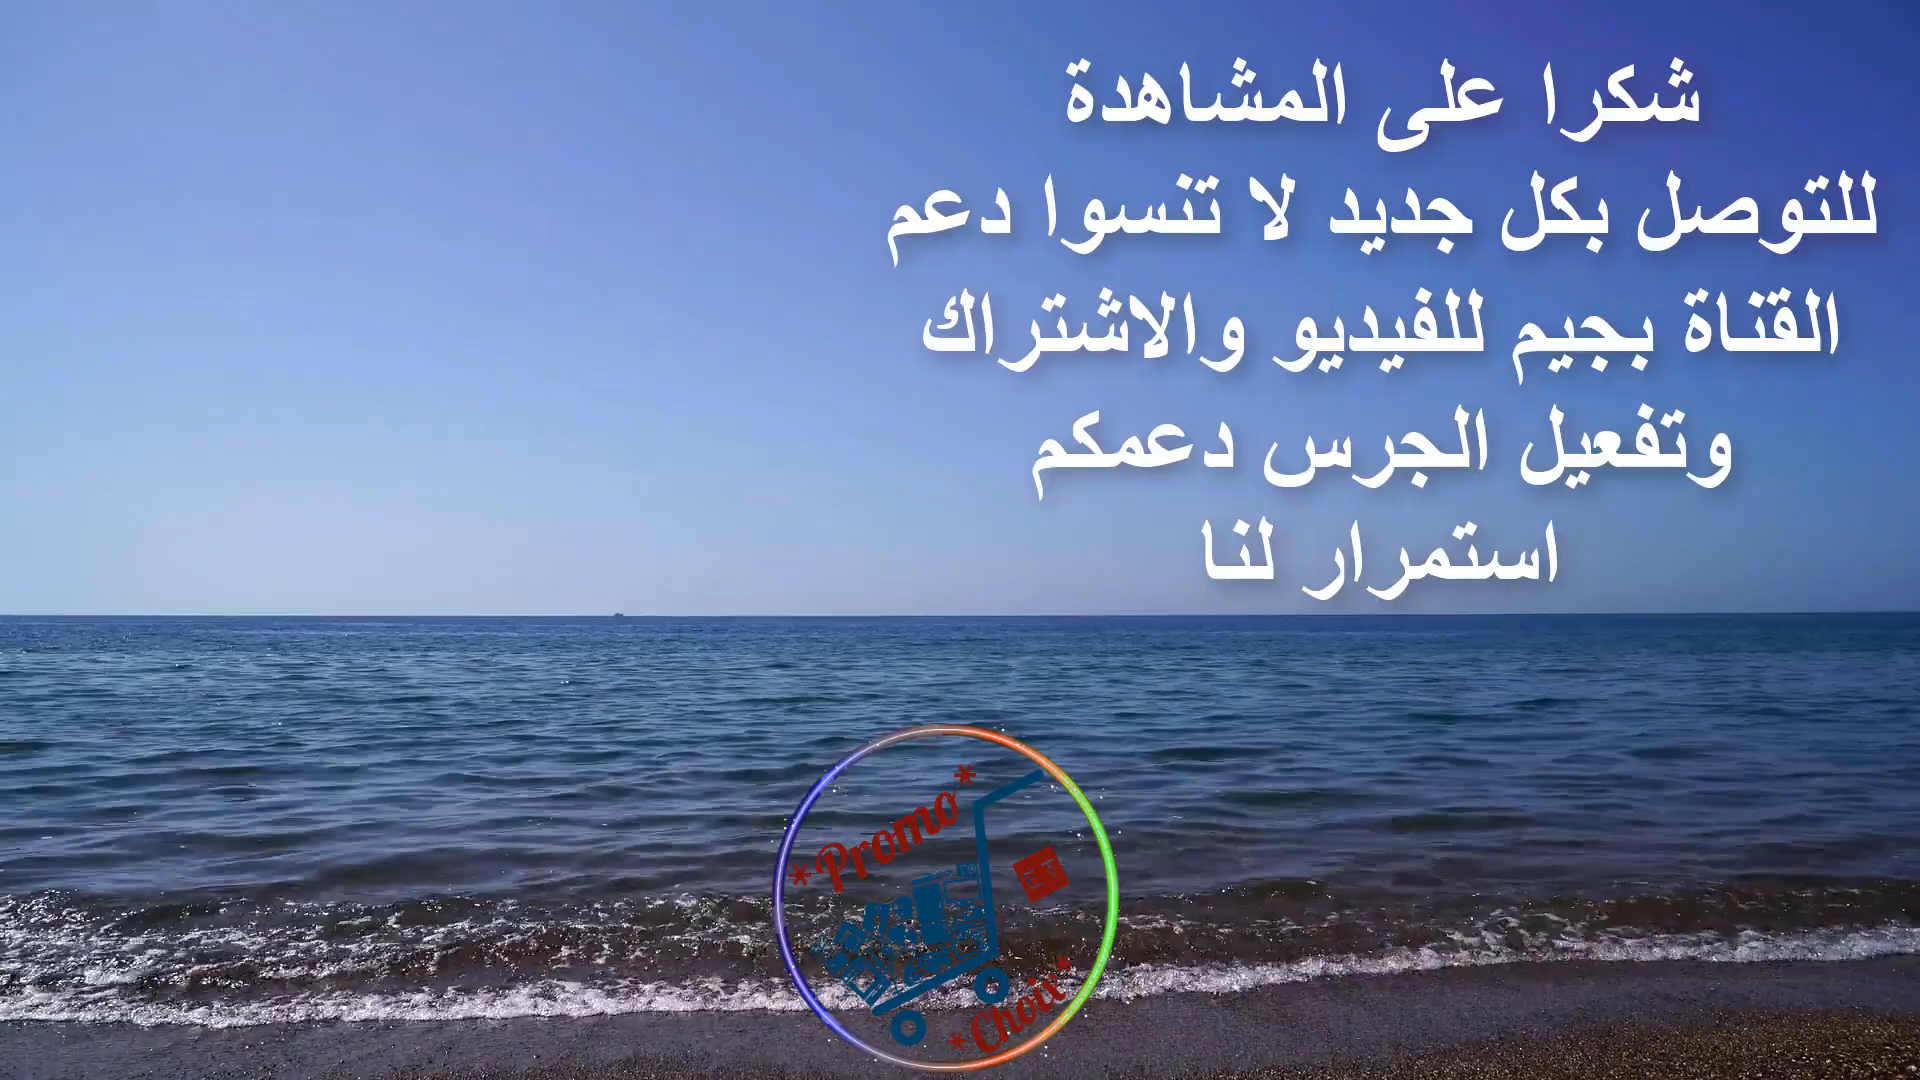 شكرا على المشاهدة
للتوصل بكل جديد لا تنسوا دعم
القناة بجيم للفيديو والاشتراك
وتفعيل الجرس دعمكم
استمرار لنا
*Promo*
ET
*Choix*